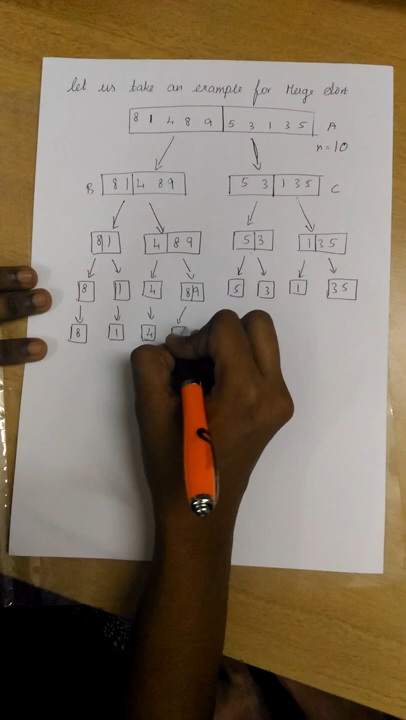 let us take an example for Merge Sort
8 1 4 8 9 5 3 1 3 5 A
n=10
B 8 1 4 8 9 5 3 1 3 5 C
8 1 4 8 9 5 3 1 3 5
8 1 4 8 9 5 3 1 3 5
8 1 4